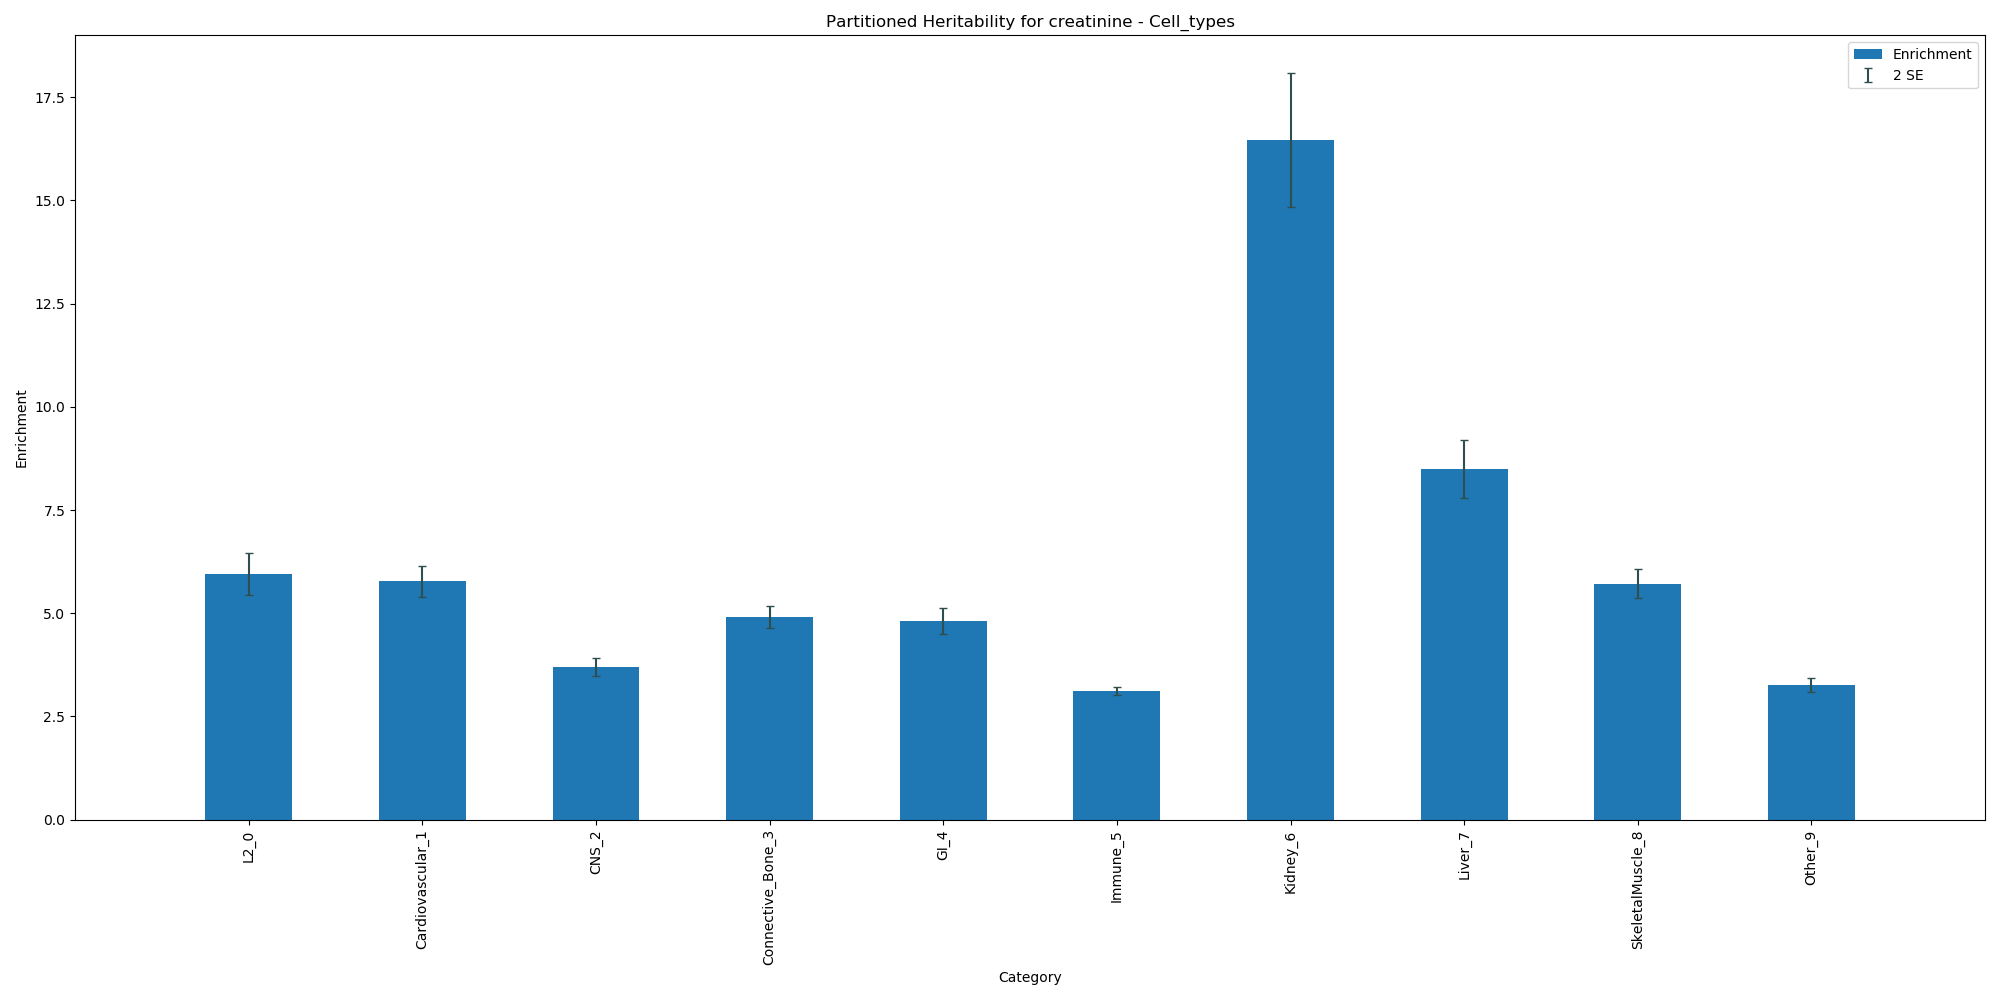 Partitioned Heritability for creatinine - Cell_types
Enrichment
2 SE
17.5
15.0
12.5
10.0
7.5
5.0
2.5
0.0
Enrichment
L2_0
Cardiovascular_1
CNS_2
Connective_Bone_3
GI_4
Immune_5
Kidney_6
Liver_7
SkeletalMuscle_8
Other_9
Category